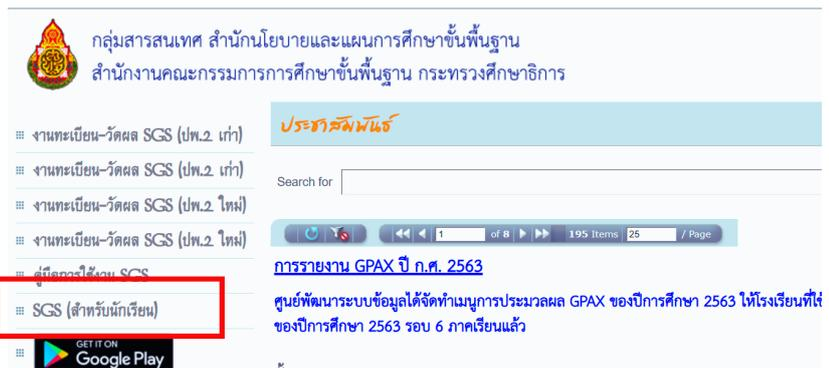 กลุ่มสารสนเทศ สำนักนโยบายและแผนการศึกษาขั้นพื้นฐาน
สำนักงานคณะกรรมการการศึกษาขั้นพื้นฐาน กระทรวงศึกษาธิการ
งานทะเบียน-วัดผล SGS (ปพ.2 เก่า)
งานทะเบียน-วัดผล SGS (ปพ.2 เก่า)
งานทะเบียน-วัดผล SGS (ปพ.2 ใหม่)
งานทะเบียน-วัดผล SGS (ปพ.2 ใหม่)
คู่มือการใช้งาน SGS
SGS (สำหรับนักเรียน)
GET IT ON
Google Play
ประชาสัมพันธ์
Search for
1 of 8 195 Items 25 / Page
การรายงาน GPAX ปี ก.ศ. 2563
ศูนย์พัฒนาระบบข้อมูลได้จัดทำเมนูการประมวลผล GPAX ของปีการศึกษา 2563 ให้โรงเรียนที่ใช้
ของปีการศึกษา 2563 รอบ 6 ภาคเรียนแล้ว